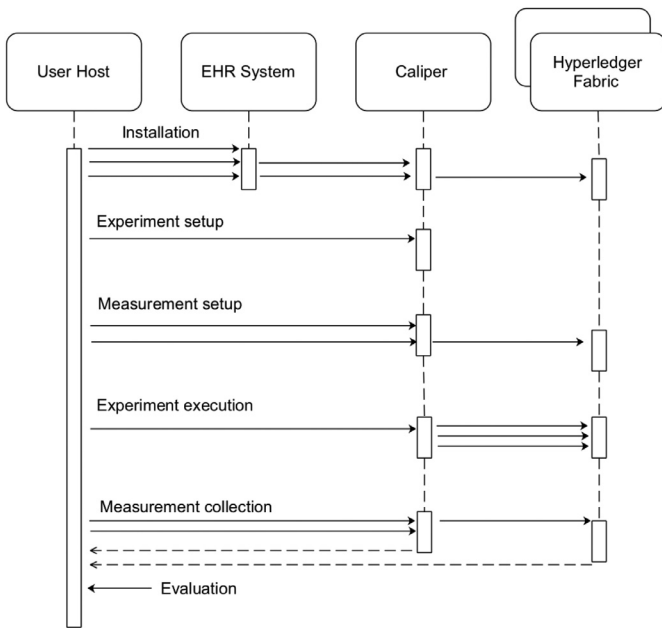 User Host
EHR System
Caliper
Hyperledger
Fabric
Installation
Experiment setup
Measurement setup
Experiment execution
Measurement collection
Evaluation